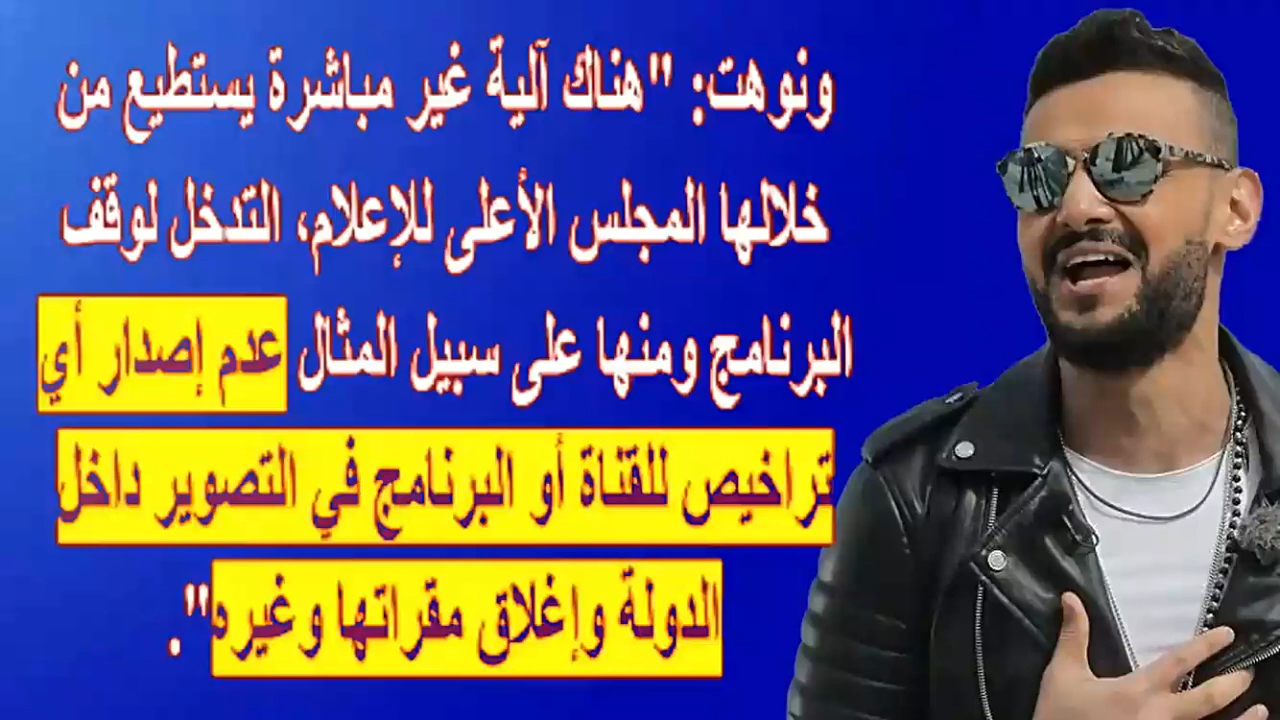 ونوهت: "هناك آلية غير مباشرة يستطيع من
خلالها المجلس الأعلى للإعلام، التدخل لوقف
البرنامج ومنها على سبيل المثال عدم إصدار أي
تراخيص للقناة أو البرنامج في التصوير داخل
الدولة وإغلاق مقراتها وغيره".